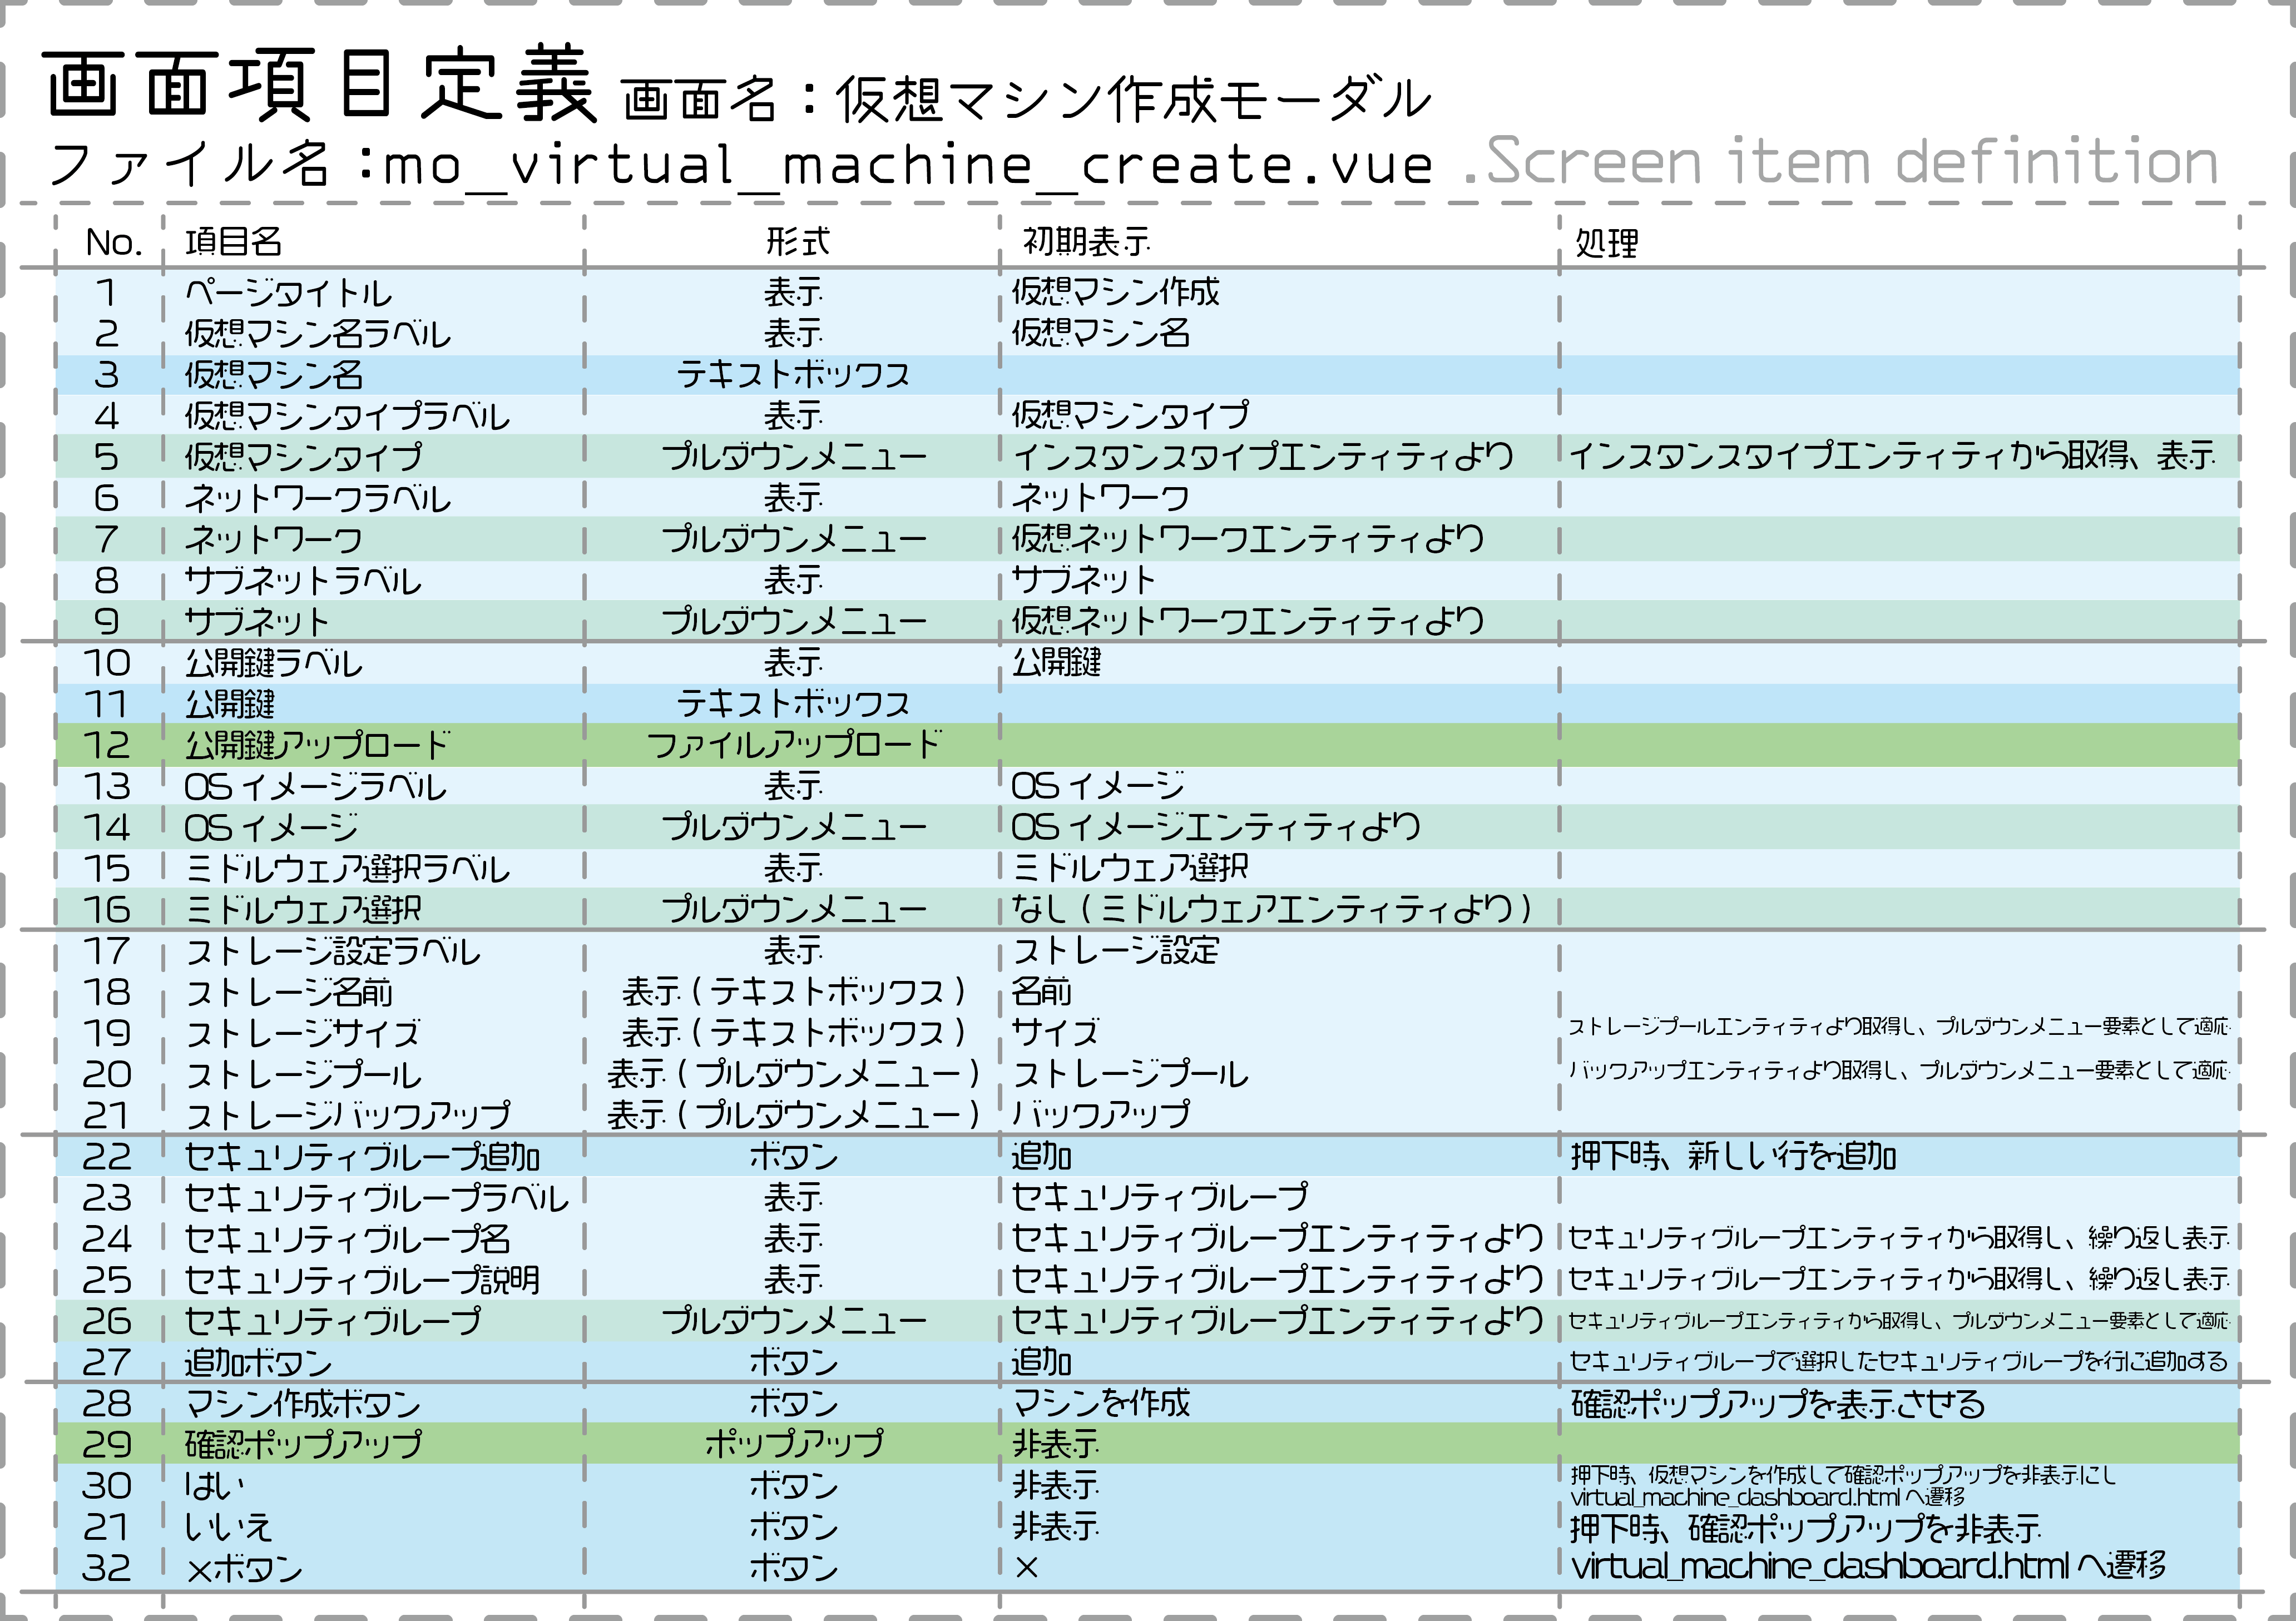 画面項目定義 画面名：仮想マシン作成モーダル
ファイル名：mo_virtual_machine_create.vue .Screen item definition
No. 項目名 形式 初期表示 処理
1 ページタイトル 表示 仮想マシン作成
2 仮想マシン名ラベル 表示 仮想マシン名
3 仮想マシン名 テキストボックス
4 仮想マシンタイプラベル 表示 仮想マシンタイプ
5 仮想マシンタイプ プルダウンメニュー インスタンスタイプエンティティより インスタンスタイプエンティティから取得、表示
6 ネットワークラベル 表示 ネットワーク
7 ネットワーク プルダウンメニュー 仮想ネットワークエンティティより
8 サブネットラベル 表示 サブネット
9 サブネット プルダウンメニュー 仮想ネットワークエンティティより
10 公開鍵ラベル 表示 公開鍵
11 公開鍵 テキストボックス
12 公開鍵アップロード ファイルアップロード
13 OSイメージラベル 表示 OSイメージ
14 OSイメージ プルダウンメニュー OSイメージエンティティより
15 ミドルウェア選択ラベル 表示 ミドルウェア選択
16 ミドルウェア選択 プルダウンメニュー なし(ミドルウェアエンティティより)
17 ストレージ設定ラベル 表示 ストレージ設定
18 ストレージ名前 表示(テキストボックス) 名前
19 ストレージサイズ 表示(テキストボックス) サイズ ストレージプールエンティティより取得し、プルダウンメニュー要素として適応
20 ストレージプール 表示(プルダウンメニュー) ストレージプール バックアップエンティティより取得し、プルダウンメニュー要素として適応
21 ストレージバックアップ 表示(プルダウンメニュー) バックアップ
22 セキュリティグループ追加 ボタン 追加 押下時、新しい行を追加
23 セキュリティグループラベル 表示 セキュリティグループ
24 セキュリティグループ名 表示 セキュリティグループエンティティより セキュリティグループエンティティから取得し、繰り返し表示
25 セキュリティグループ説明 表示 セキュリティグループエンティティより セキュリティグループエンティティから取得し、繰り返し表示
26 セキュリティグループ プルダウンメニュー セキュリティグループエンティティより セキュリティグループエンティティから取得し、プルダウンメニュー要素として適応
27 追加ボタン ボタン 追加 セキュリティグループで選択したセキュリティグループを行に追加する
28 マシン作成ボタン ボタン マシンを作成 確認ポップアップを表示させる
29 確認ポップアップ ポップアップ 非表示
30 はい ボタン 非表示 押下時、仮想マシンを作成して確認ポップアップを非表示にし
virtual_machine_dashboard.htmlへ遷移
21 いいえ ボタン 非表示 押下時、確認ポップアップを非表示
32 ×ボタン ボタン × virtual_machine_dashboard.htmlへ遷移